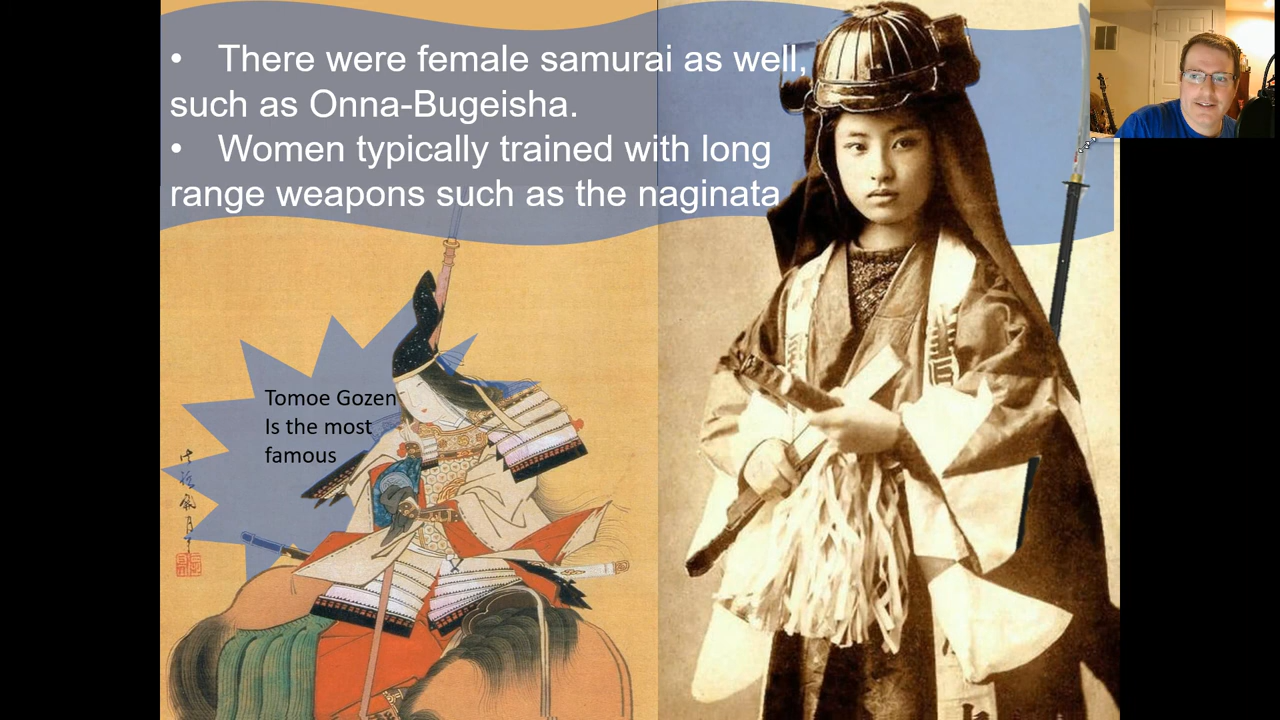 • There were female samurai as well,
such as Onna-Bugeisha.
• Women typically trained with long
range weapons such as the naginata
Tomoe Gozen
Is the most
famous